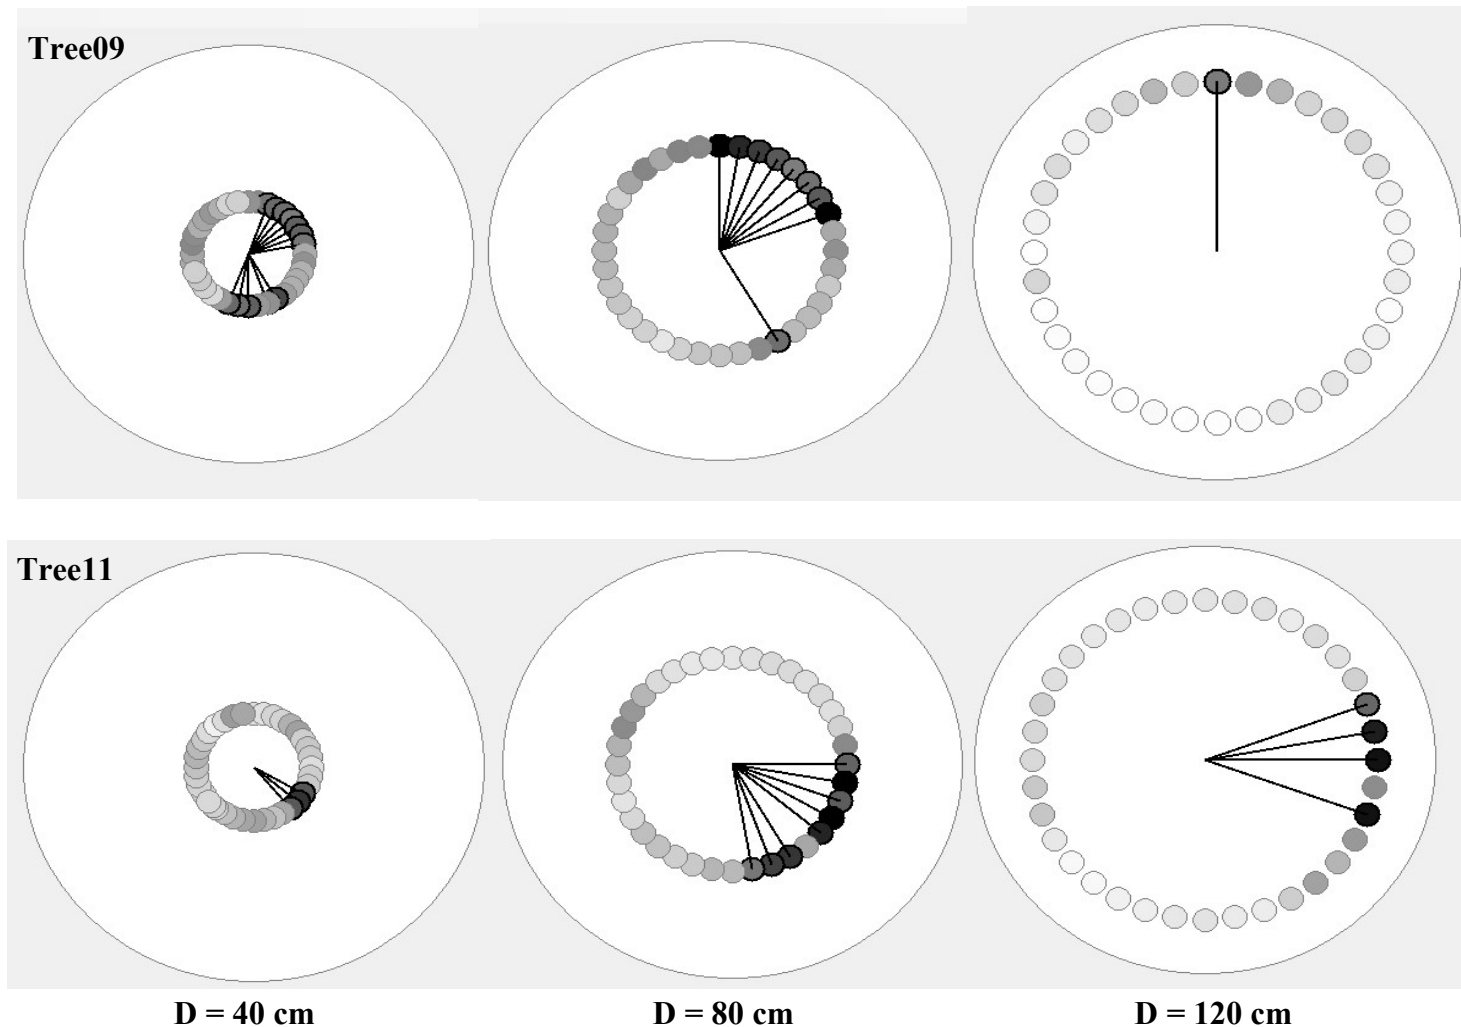 Tree09
Tree11
D = 40 cm
D = 80 cm
D = 120 cm